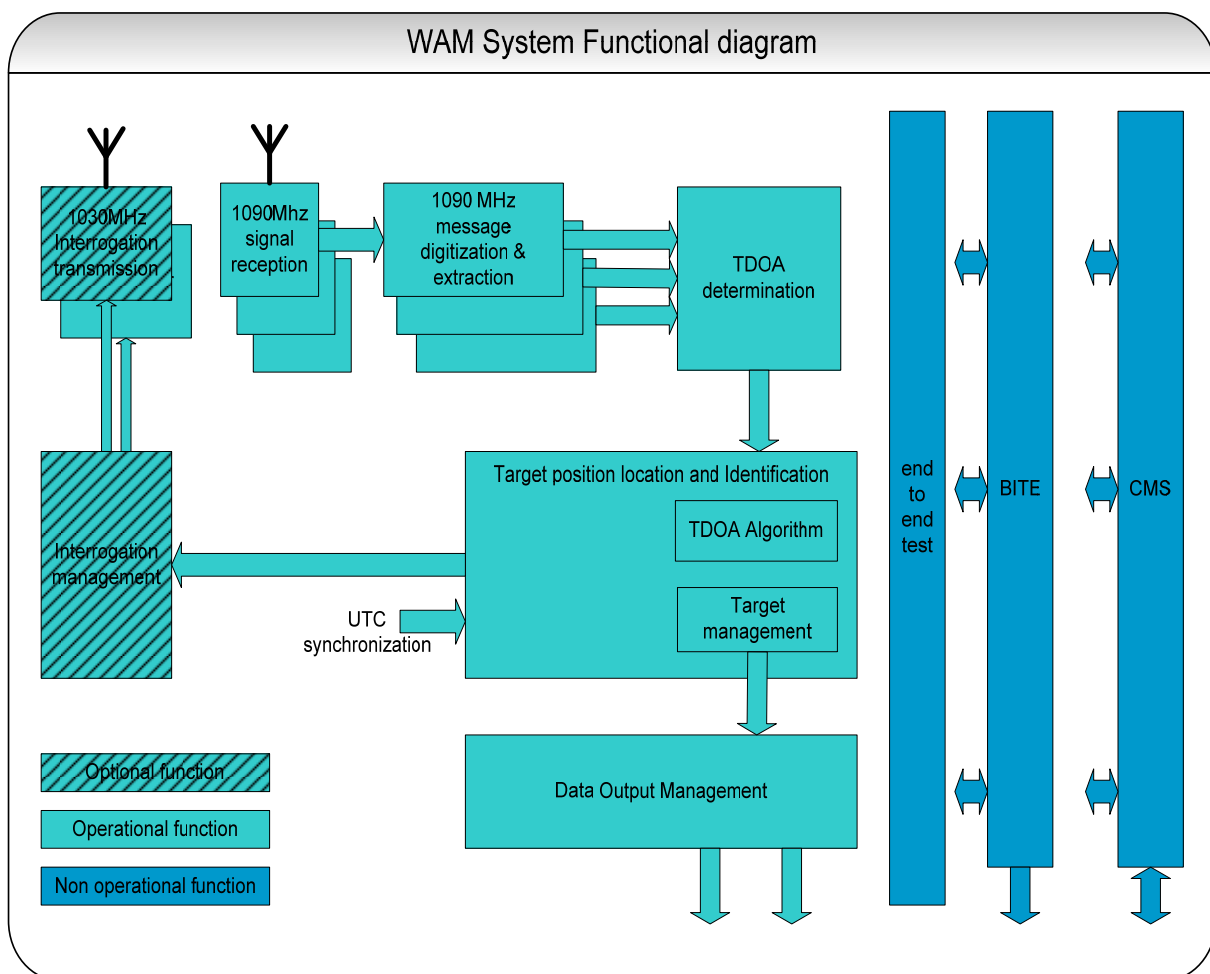 WAM System Functional diagram
1030MHz
Interrogation
transmission
1090Mhz
signal
reception
1090 MHz
message
digitization &
extraction
TDOA
determination
Target position location and Identification
TDOA Algorithm
Target
management
Interrogation
management
UTC
synchronization
Data Output Management
end
to
end
test
BITE
CMS
Optional function
Operational function
Non operational function